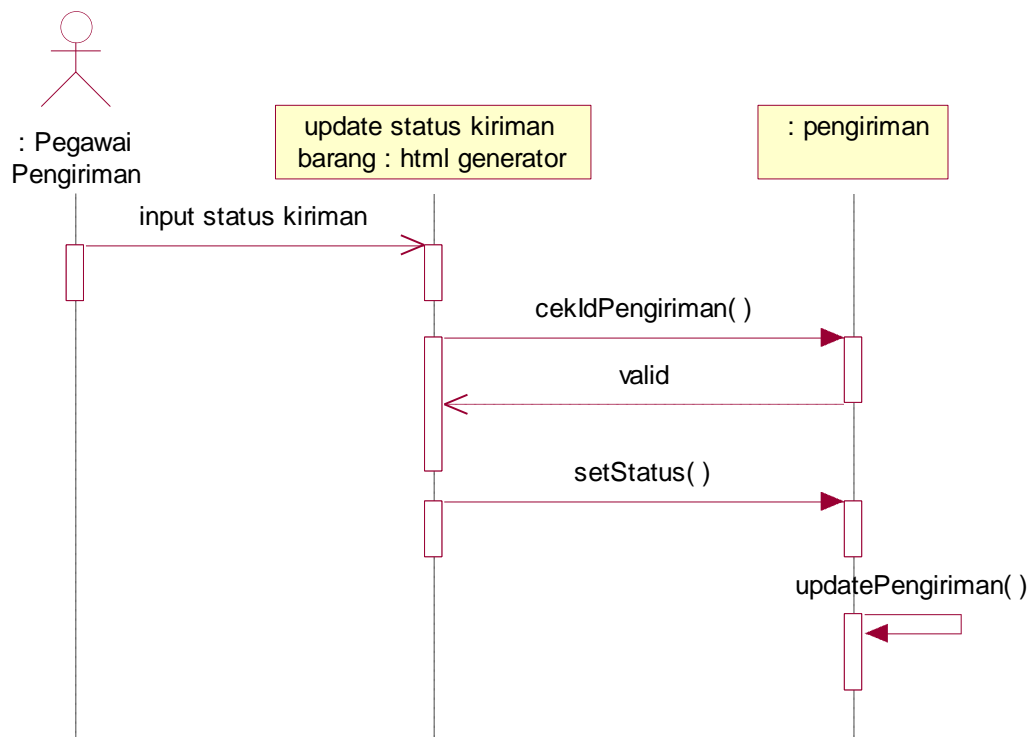 : Pegawai
Pengiriman
update status kiriman
barang : html generator
: pengiriman
input status kiriman
cekIdPengiriman( )
valid
setStatus( )
updatePengiriman( )